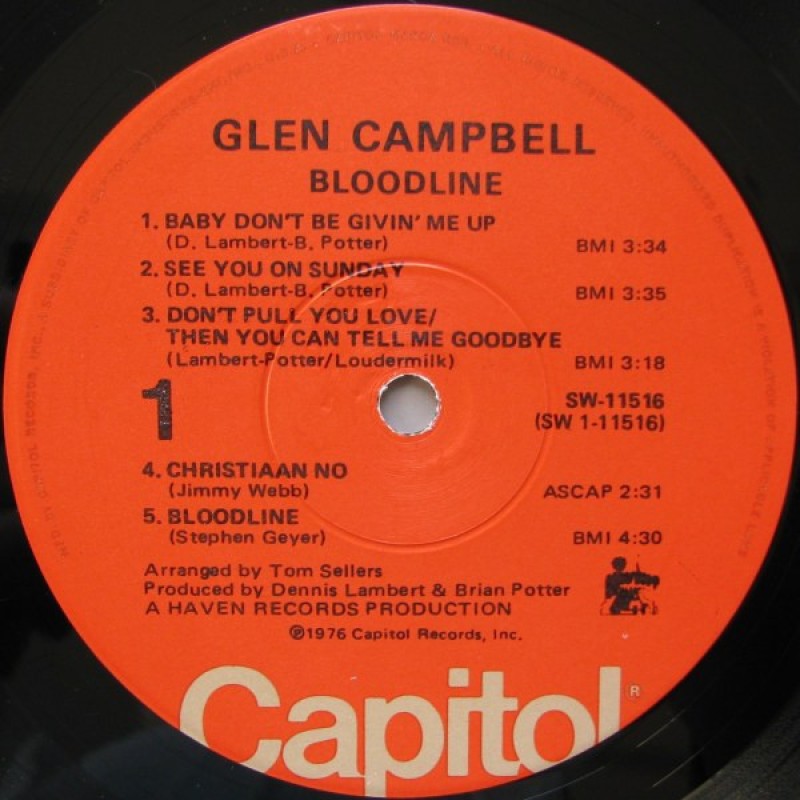 GLEN CAMPBELL
BLOODLINE
1. BABY DON'T BE GIVIN' ME UP
(D. Lambert-B. Potter) BMI 3:34
2. SEE YOU ON SUNDAY
(D. Lambert-B. Potter) BMI 3:35
3. DON'T PULL YOU LOVE/
THEN YOU CAN TELL ME GOODBYE
(Lambert-Potter/Loudermilk) BMI 3:18
1
SW-11516
(SW 1-11516)
4. CHRISTIAAN NO
(Jimmy Webb) ASCAP 2:31
5. BLOODLINE
(Stephen Geyer) BMI 4:30
Arranged by Tom Sellers
Produced by Dennis Lambert & Brian Potter
A HAVEN RECORDS PRODUCTION
℗1976 Capitol Records, Inc.
Capitol®